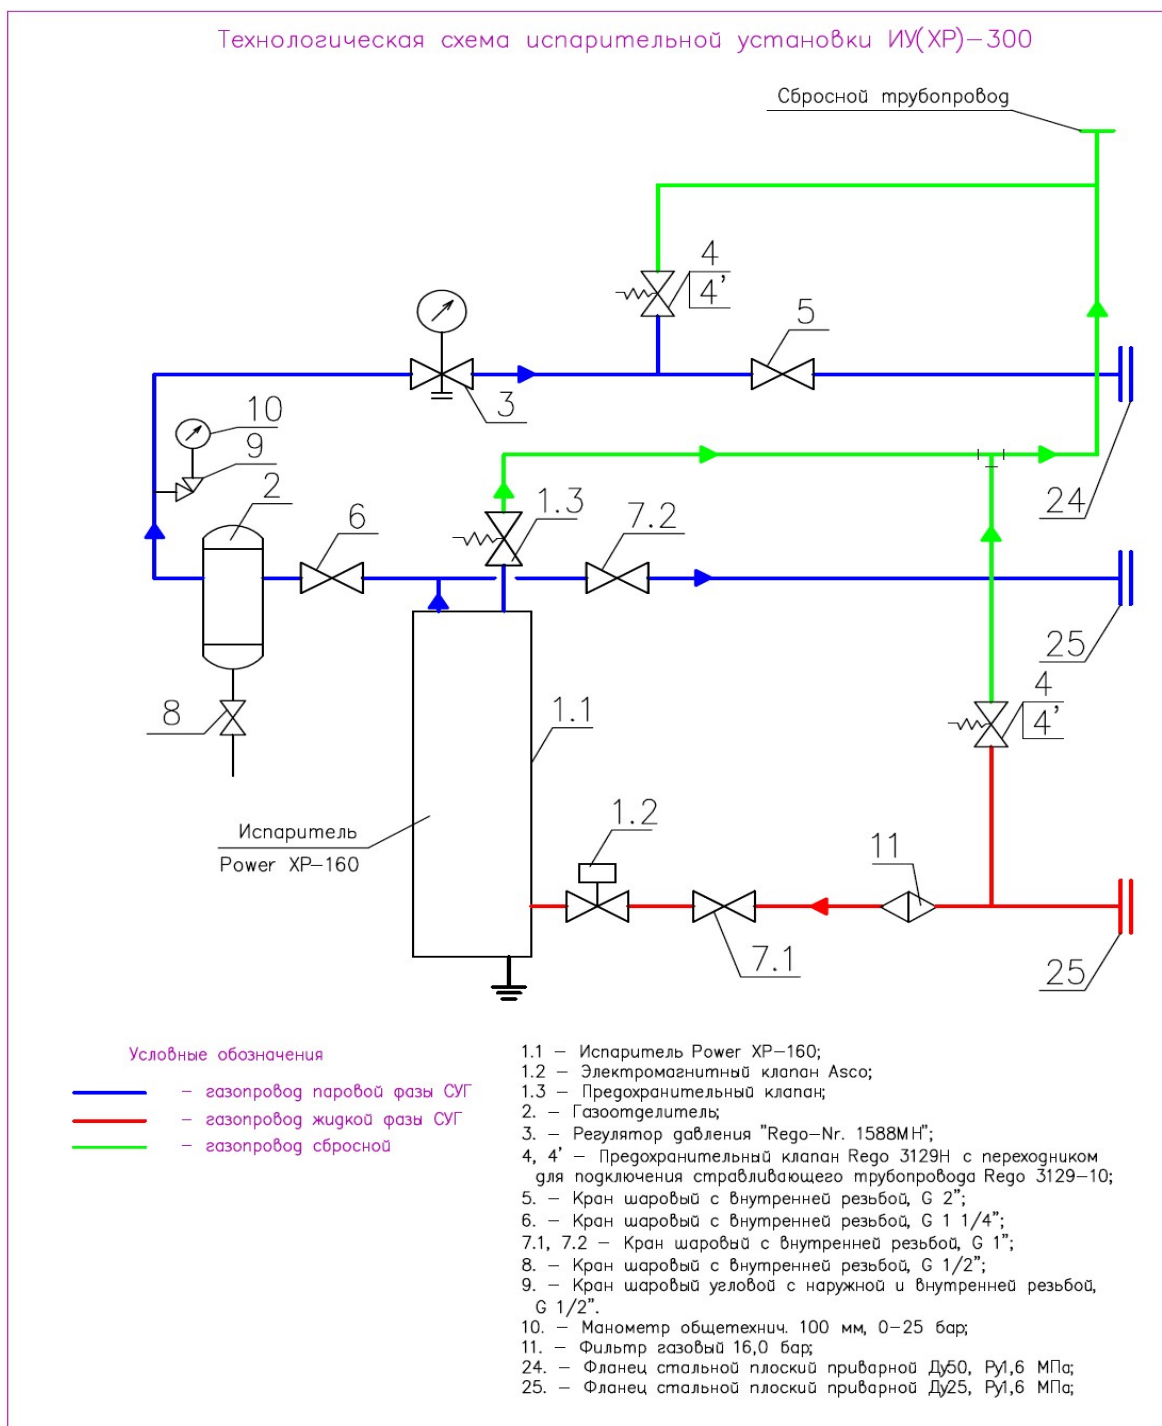 Технологическая схема испарительной установки ИУ(ХР)-300
Сбросной трубопровод
4
4'
5
3
10
9
2
6
1.3
7.2
24
25
8
1.1
4
4'
Испаритель
Power XP-160
1.2
11
7.1
25
Условные обозначения
- газопровод паровой фазы СУГ
- газопровод жидкой фазы СУГ
- газопровод сбросной
1.1 - Испаритель Power XP-160;
1.2 - Электромагнитный клапан Asco;
1.3 - Предохранительный клапан;
2. - Газоотделитель;
3. - Регулятор давления "Rego-Nr. 1588MH";
4, 4' - Предохранительный клапан Rego 3129H с переходником
для подключения стравливающего трубопровода Rego 3129-10;
5. - Кран шаровый с внутренней резьбой, G 2";
6. - Кран шаровый с внутренней резьбой, G 1 1/4";
7.1, 7.2 - Кран шаровый с внутренней резьбой, G 1";
8. - Кран шаровый с внутренней резьбой, G 1/2";
9. - Кран шаровый угловой с наружной и внутренней резьбой,
G 1/2".
10. - Манометр общетехнич. 100 мм, 0-25 бар;
11. - Фильтр газовый 16,0 бар;
24. - Фланец стальной плоский приварной Ду50, Ру1,6 МПа;
25. - Фланец стальной плоский приварной Ду25, Ру1,6 МПа;